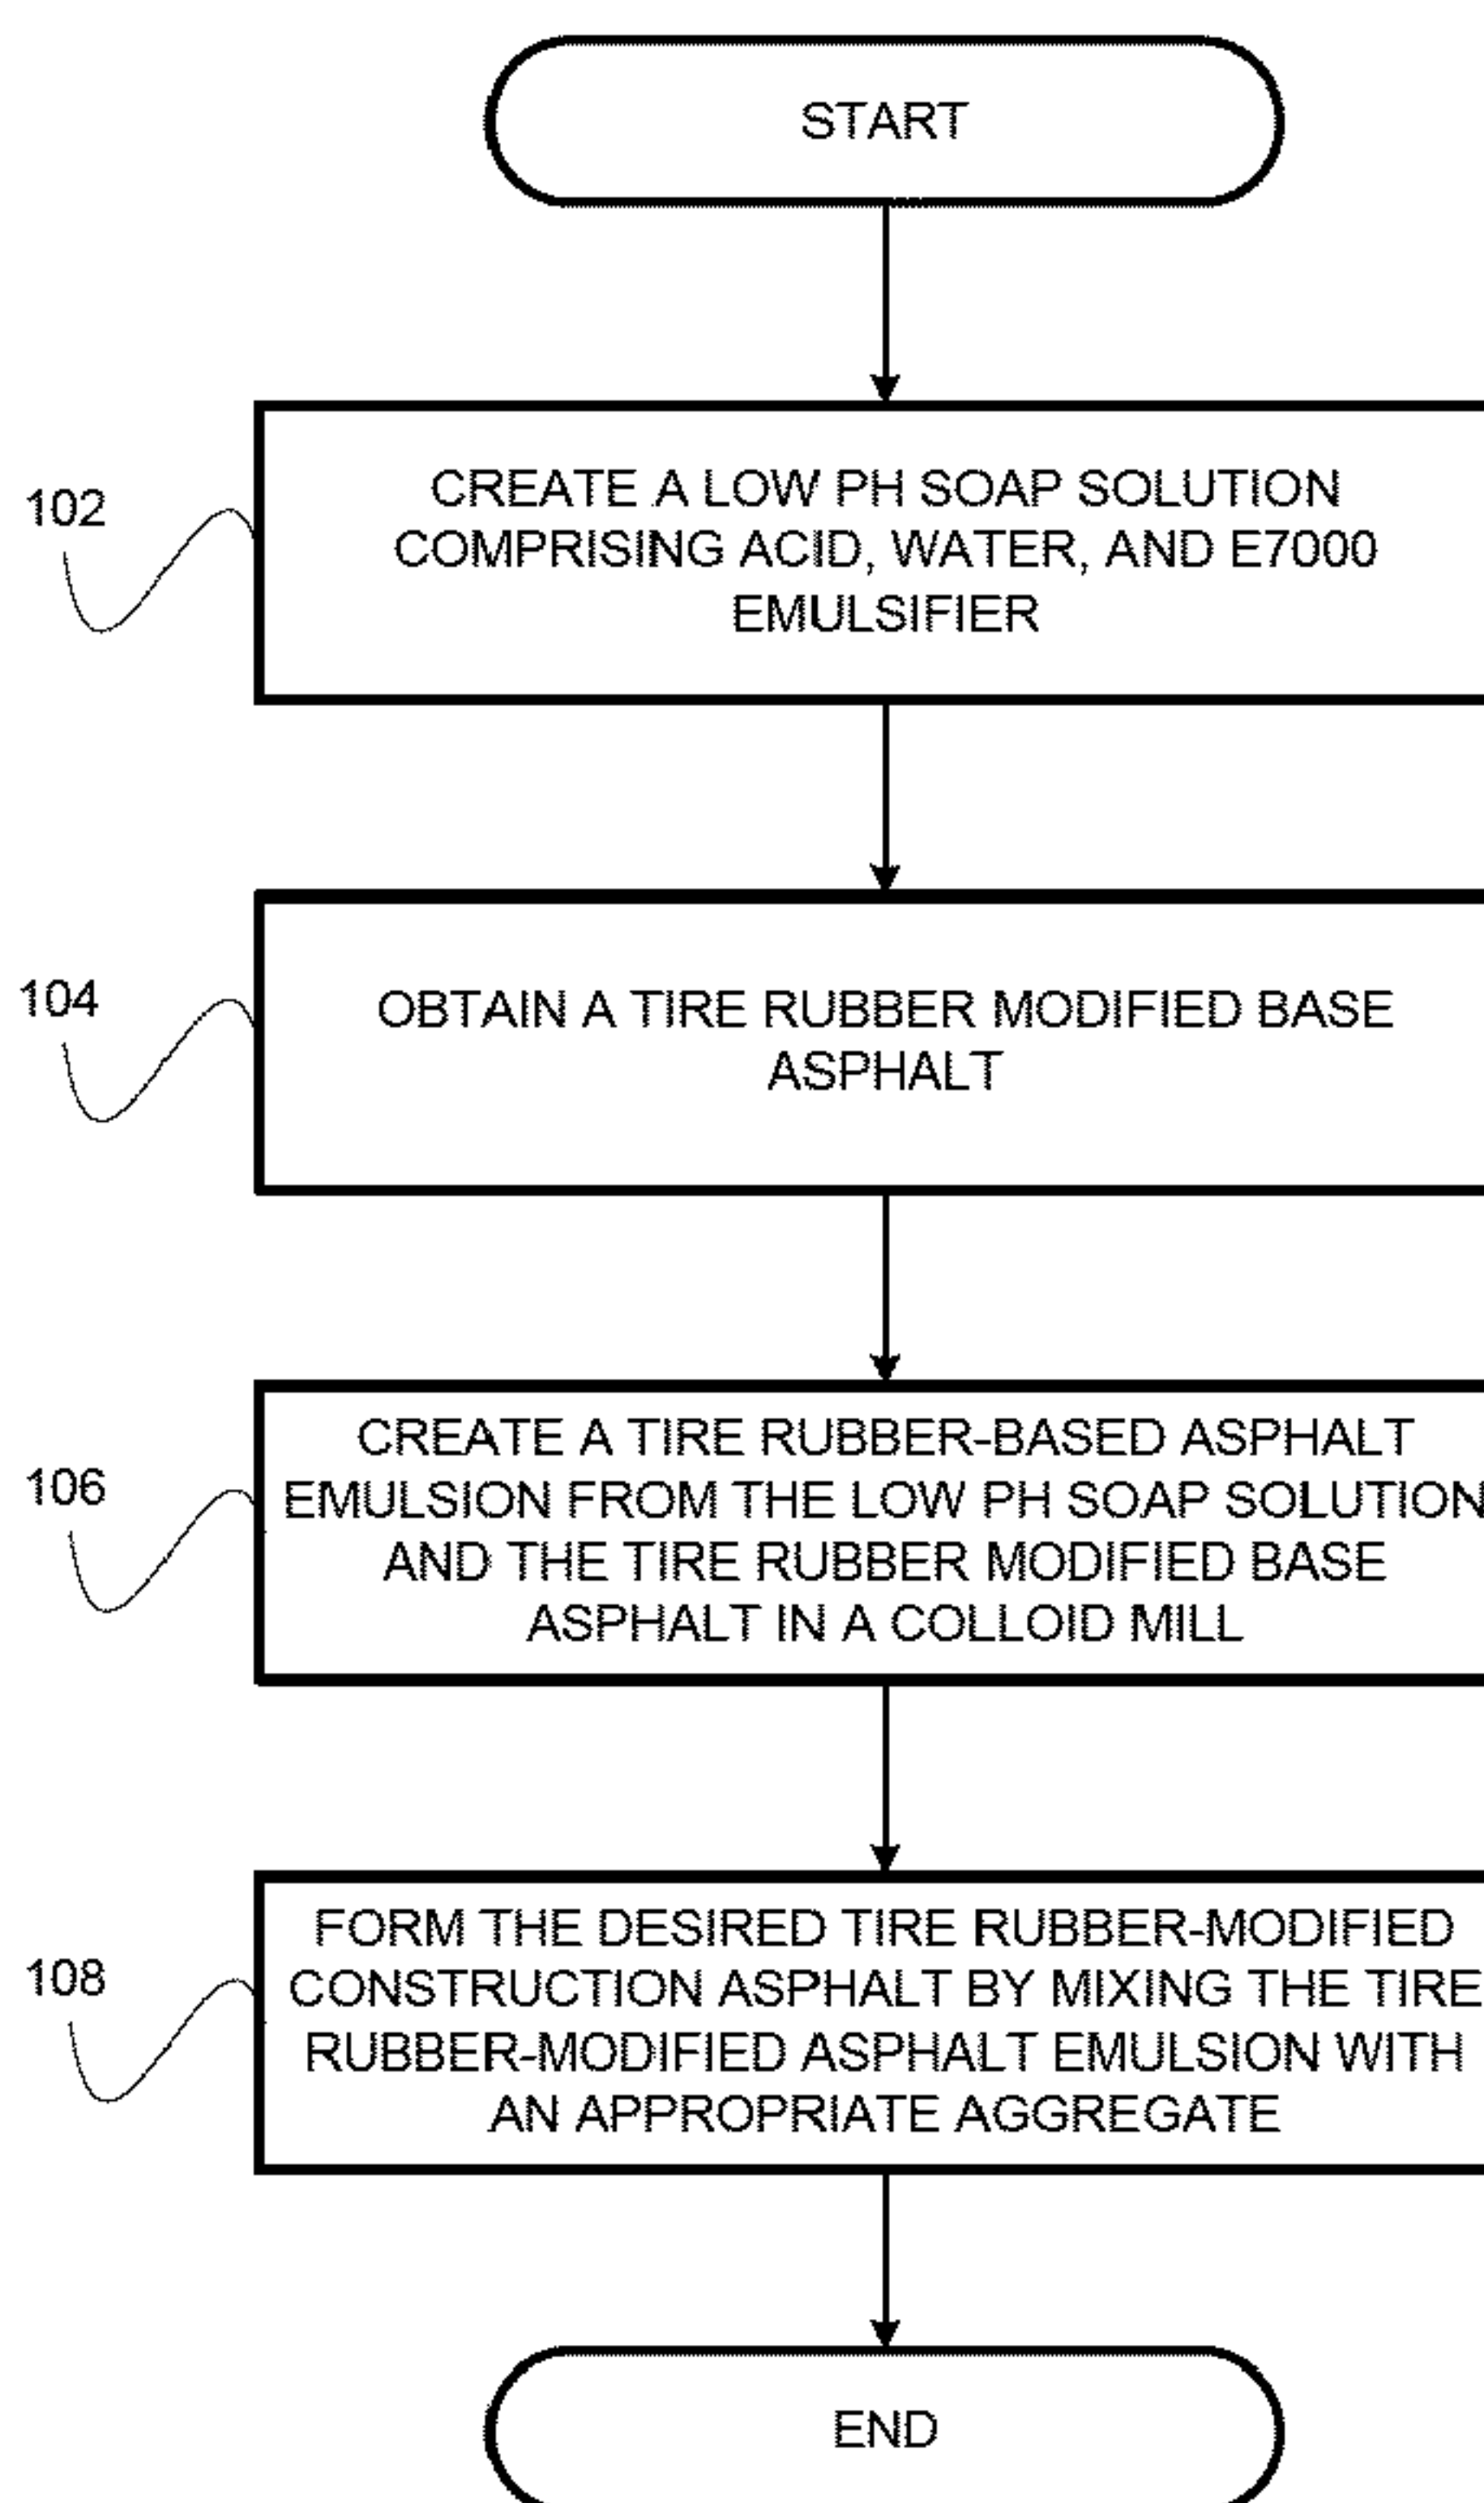 START
102
CREATE A LOW PH SOAP SOLUTION
COMPRISING ACID, WATER, AND E7000
EMULSIFIER
104
OBTAIN A TIRE RUBBER MODIFIED BASE
ASPHALT
106
CREATE A TIRE RUBBER-BASED ASPHALT
EMULSION FROM THE LOW PH SOAP SOLUTION
AND THE TIRE RUBBER MODIFIED BASE
ASPHALT IN A COLLOID MILL
108
FORM THE DESIRED TIRE RUBBER-MODIFIED
CONSTRUCTION ASPHALT BY MIXING THE TIRE
RUBBER-MODIFIED ASPHALT EMULSION WITH
AN APPROPRIATE AGGREGATE
END